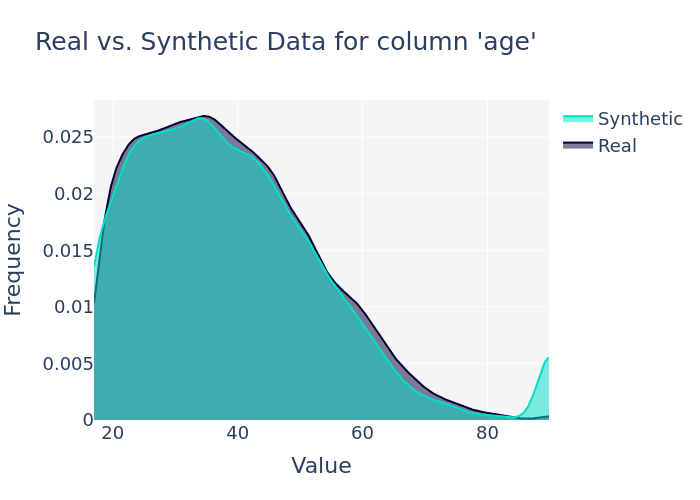 Real vs. Synthetic Data for column 'age'
Synthetic
Real
Frequency
0.025
0.02
0.015
0.01
0.005
0
20
40
60
80
Value